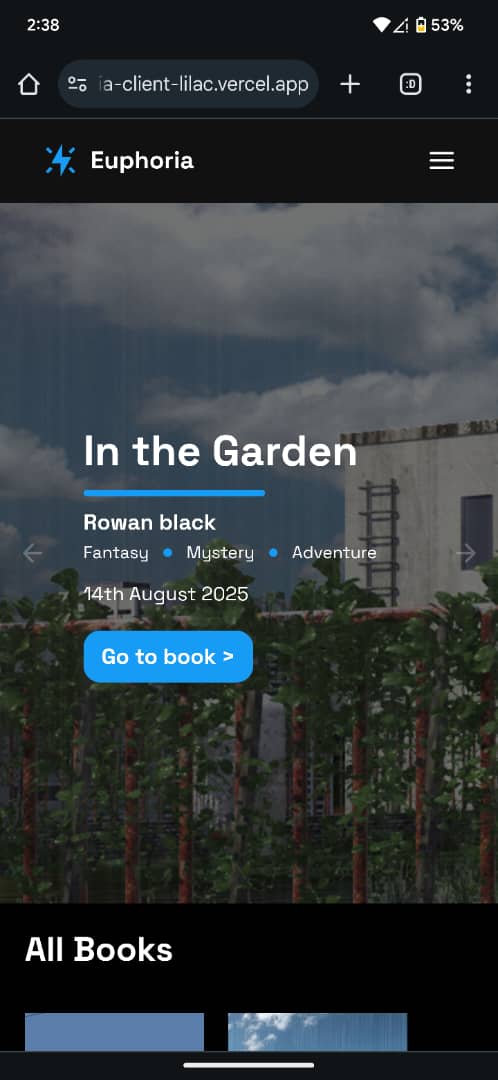 2:38
53%
ia-client-lilac.vercel.app
:D
Euphoria
In the Garden
Rowan black
Fantasy • Mystery • Adventure
14th August 2025
Go to book >
All Books